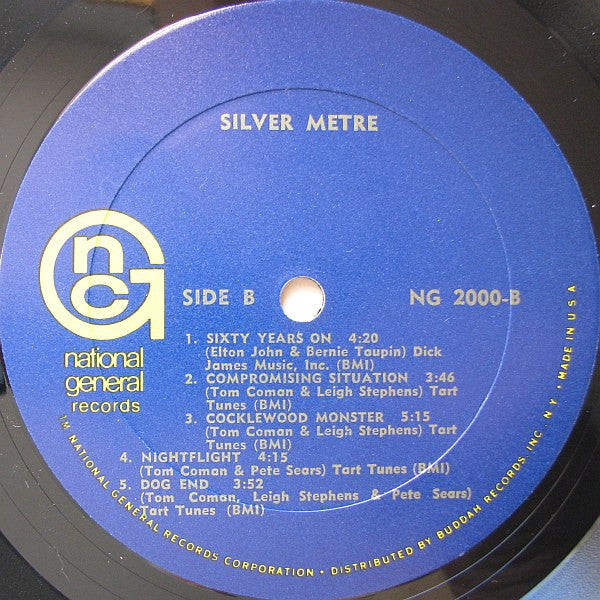 SILVER METRE
nGc
national
general
records
SIDE B
NG 2000-B
1. SIXTY YEARS ON 4:20
(Elton John & Bernie Taupin) Dick
James Music, Inc. (BMI)
2. COMPROMISING SITUATION 3:46
(Tom Coman & Leigh Stephens) Tart
Tunes (BMI)
3. COCKLEWOOD MONSTER 5:15
(Tom Coman & Leigh Stephens) Tart
Tunes (BMI)
4. NIGHTFLIGHT 4:15
(Tom Coman & Pete Sears) Tart Tunes (BMI)
5. DOG END 3:52
(Tom Coman, Leigh Stephens & Pete Sears)
Tart Tunes (BMI)
TM NATIONAL GENERAL RECORDS CORPORATION • DISTRIBUTED BY BUDDAH RECORDS INC. N.Y. • MADE IN U S A